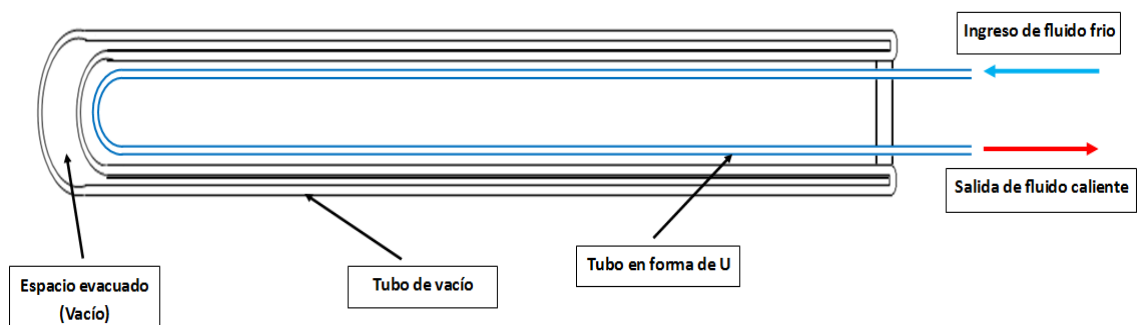 Ingreso de fluido frio
Salida de fluido caliente
Tubo en forma de U
Tubo de vacío
Espacio evacuado
(Vacío)